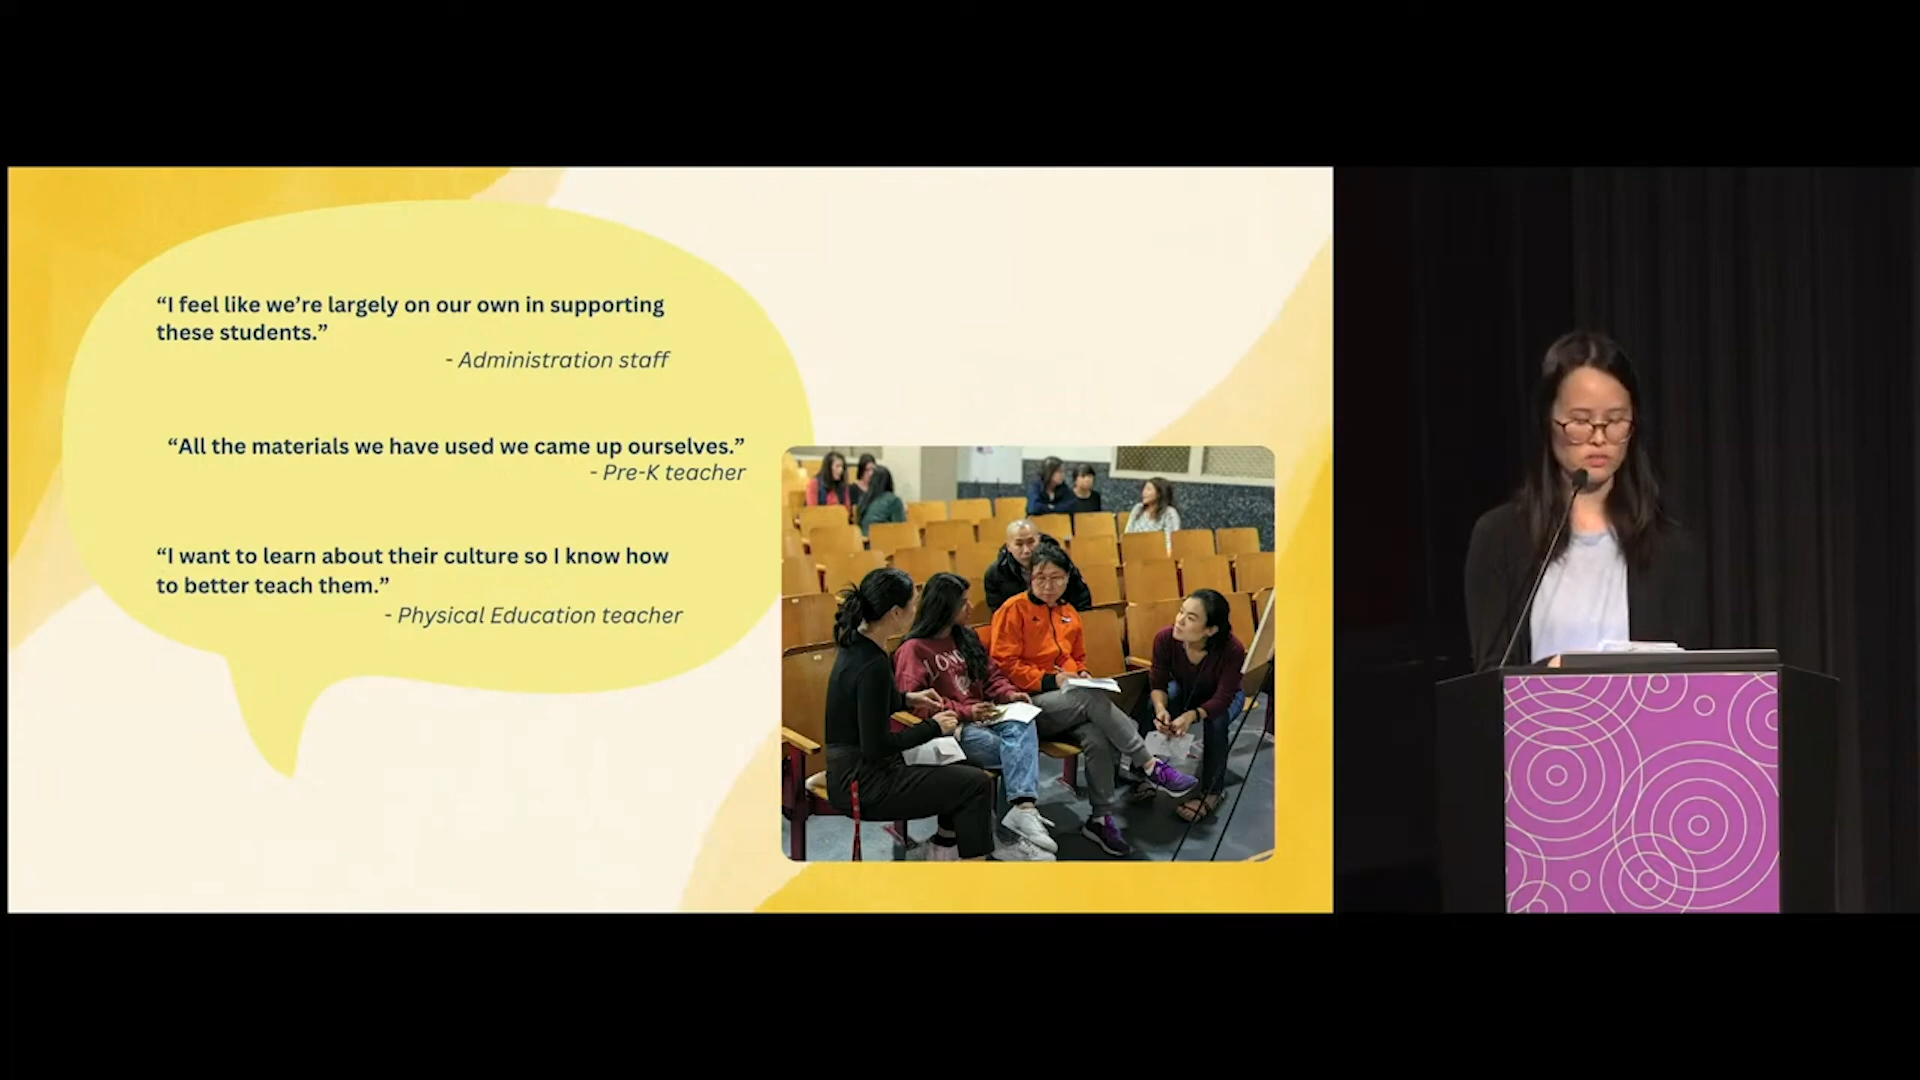 “I feel like we’re largely on our own in supporting
these students.”
- Administration staff
“All the materials we have used we came up ourselves.”
- Pre-K teacher
“I want to learn about their culture so I know how
to better teach them.”
- Physical Education teacher